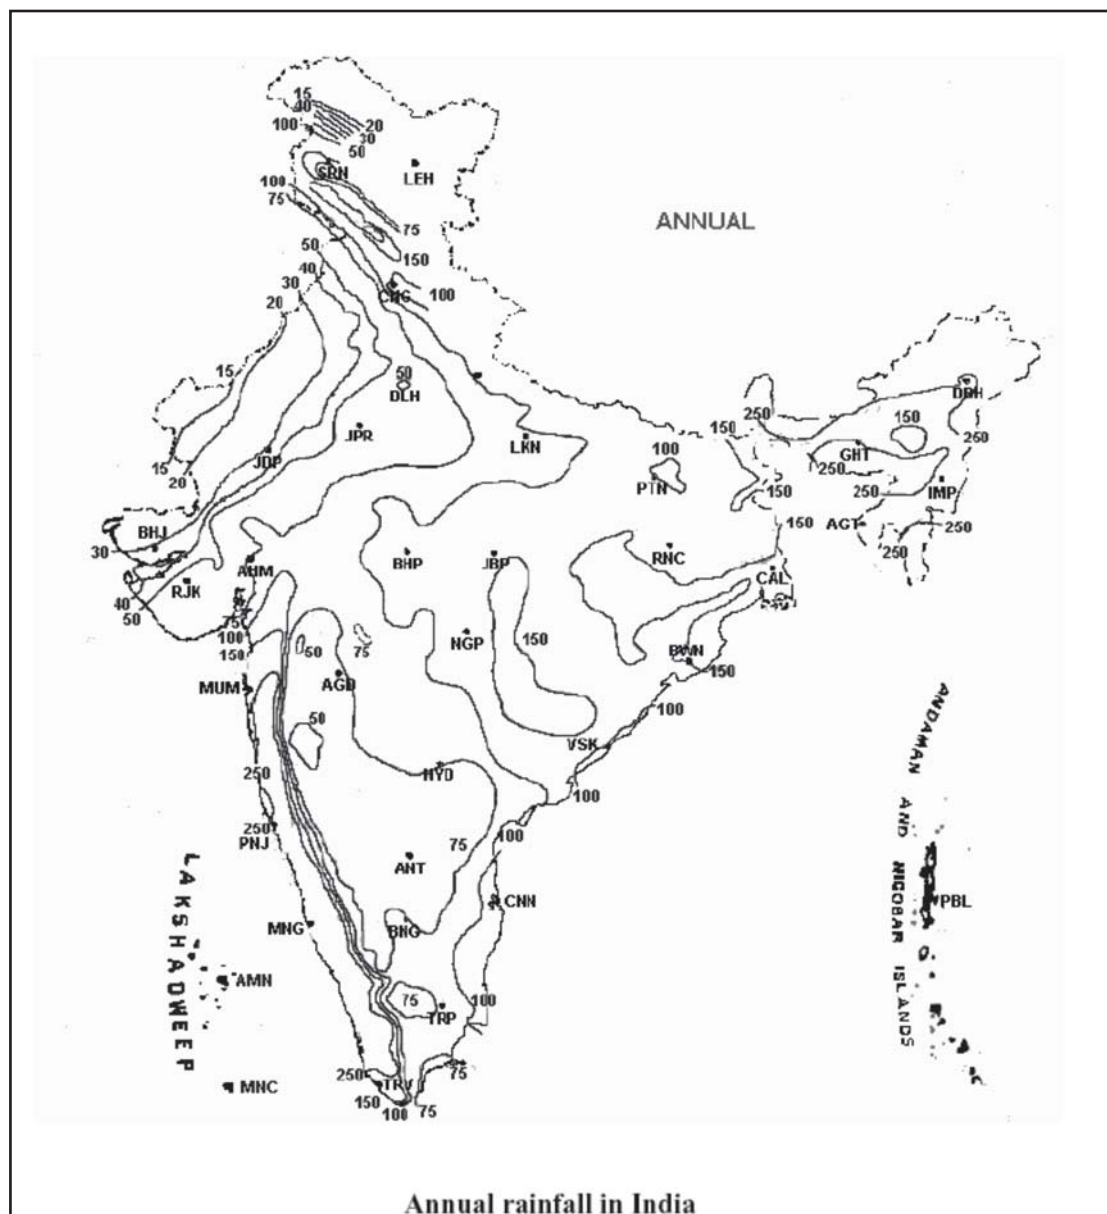 15
40
100
20
30
50
SRN
LEH
100
75
ANNUAL
75
50
150
40
30
CHG
100
20
15
50
DLH
DBH
150
250
150
250
JPR
LKN
100
GHT
JDP
250
15
PTN
20
150
250
IMP
150
AGT
250
BHJ
250
30
RNC
AHM
BHP
JBP
CAL
RJK
40
50
75
100
NGP
150
50
75
BWN
150
150
MUM
AGD
100
50
VSK
250
HYD
100
250
100
PNJ
75
ANT
CNN
PBL
MNG
BNG
AMN
75
100
TRP
250
TRV
75
MNC
150
100
75
LAKSHADWEEP
ANDAMAN AND NICOBAR ISLANDS
Annual rainfall in India